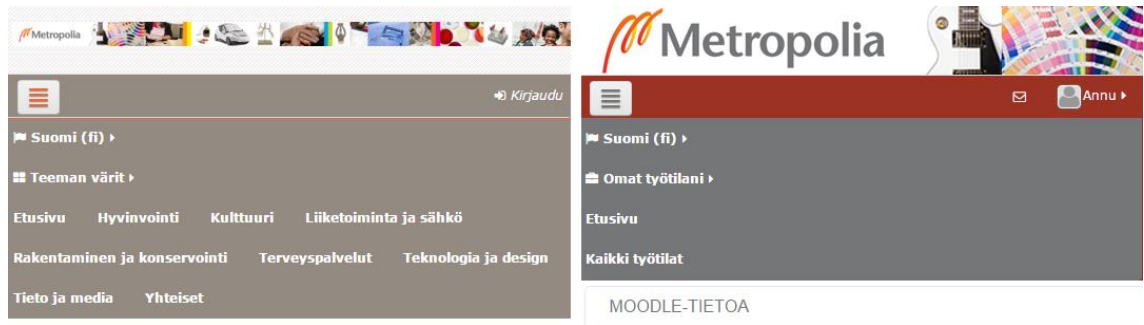 Metropolia
Kirjaudu
Suomi (fi)
Teeman värit
Etusivu Hyvinvointi Kulttuuri Liiketoiminta ja sähkö
Rakentaminen ja konservointi Terveyspalvelut Teknologia ja design
Tieto ja media Yhteiset
Metropolia
Annu
Suomi (fi)
Omat työtilani
Etusivu
Kaikki työtilat
MOODLE-TIETOA